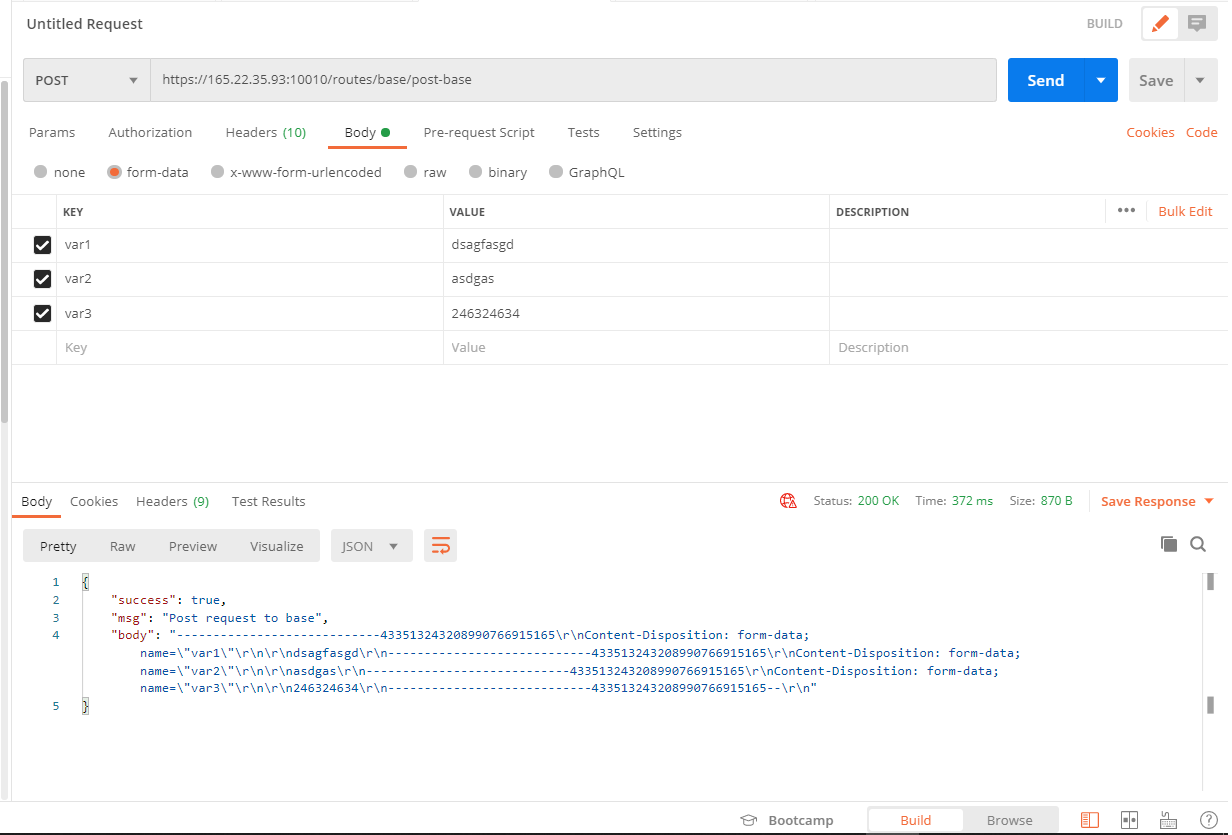 Untitled Request BUILD
POST https://165.22.35.93:10010/routes/base/post-base Send Save
Params Authorization Headers (10) Body Pre-request Script Tests Settings Cookies Code
none form-data x-www-form-urlencoded raw binary GraphQL
KEY VALUE DESCRIPTION ••• Bulk Edit
var1 dsagfasgd
var2 asdgas
var3 246324634
Key Value Description
Body Cookies Headers (9) Test Results Status: 200 OK Time: 372 ms Size: 870 B Save Response
Pretty Raw Preview Visualize JSON
1 {
2 "success": true,
3 "msg": "Post request to base",
4 "body": "----------------------------433513243208990766915165\r\nContent-Disposition: form-data;
name=\"var1\"\r\n\r\ndsagfasgd\r\n----------------------------433513243208990766915165\r\nContent-Disposition: form-data;
name=\"var2\"\r\n\r\nasdgas\r\n----------------------------433513243208990766915165\r\nContent-Disposition: form-data;
name=\"var3\"\r\n\r\n246324634\r\n----------------------------433513243208990766915165--\r\n"
5 }
Bootcamp Build Browse ?